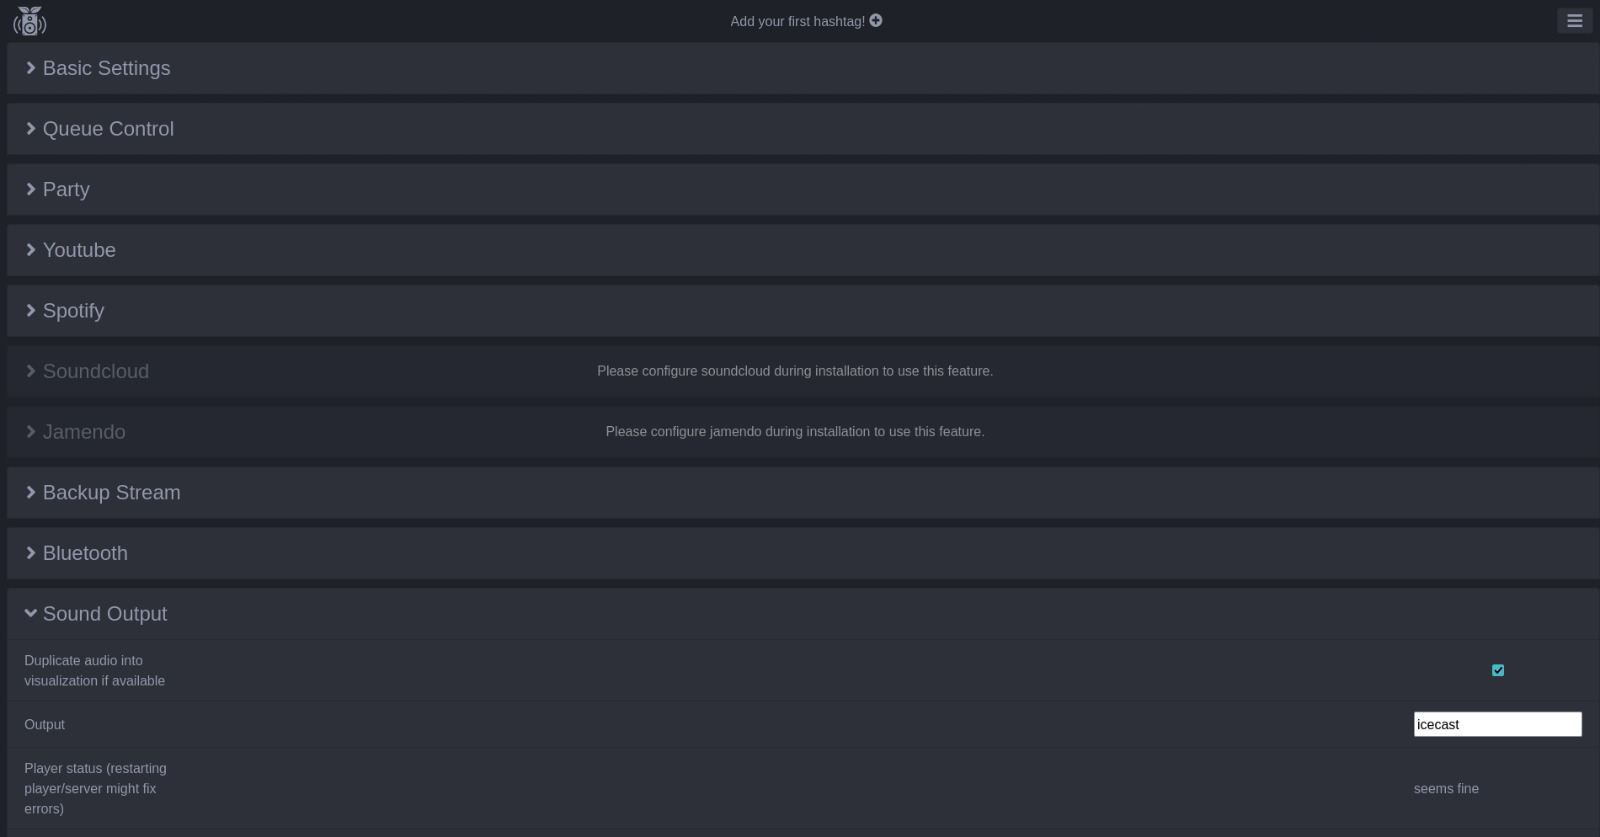 Add your first hashtag!
Basic Settings
Queue Control
Party
Youtube
Spotify
Soundcloud
Please configure soundcloud during installation to use this feature.
Jamendo
Please configure jamendo during installation to use this feature.
Backup Stream
Bluetooth
Sound Output
Duplicate audio into
visualization if available
Output
icecast
Player status (restarting
player/server might fix
errors)
seems fine